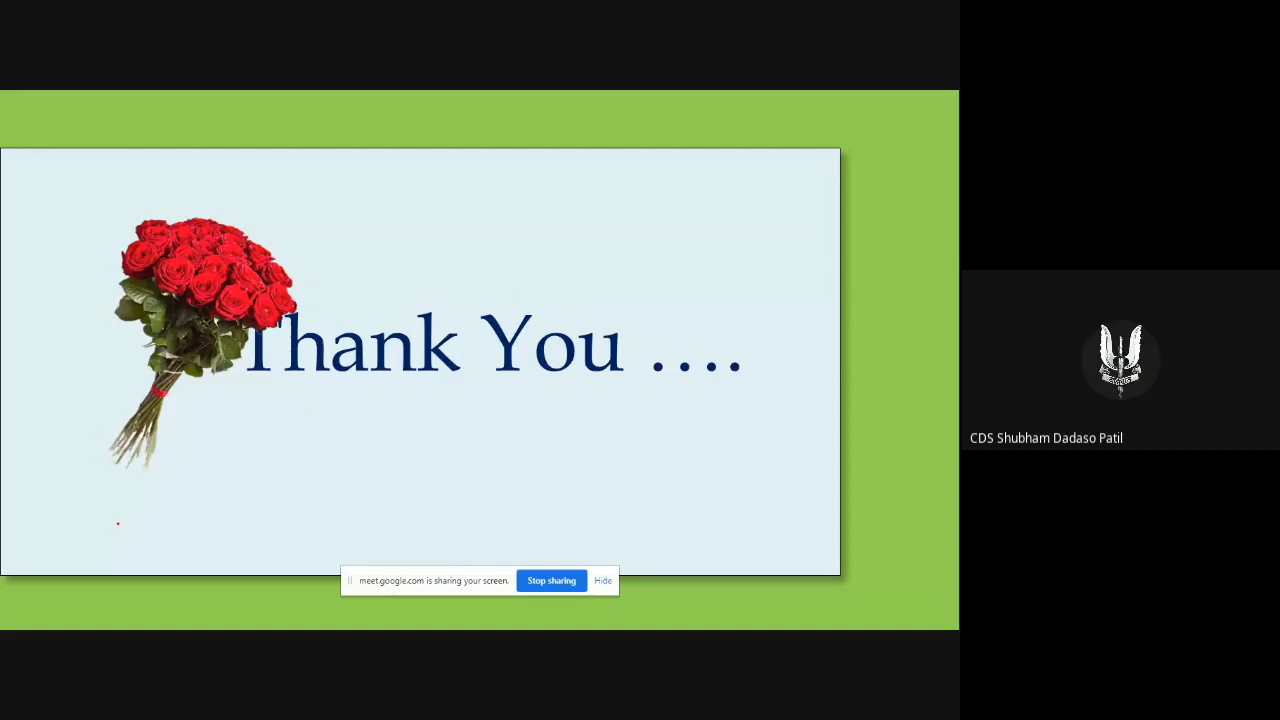 Thank You ....
meet.google.com is sharing your screen. Stop sharing Hide
CDS Shubham Dadaso Patil